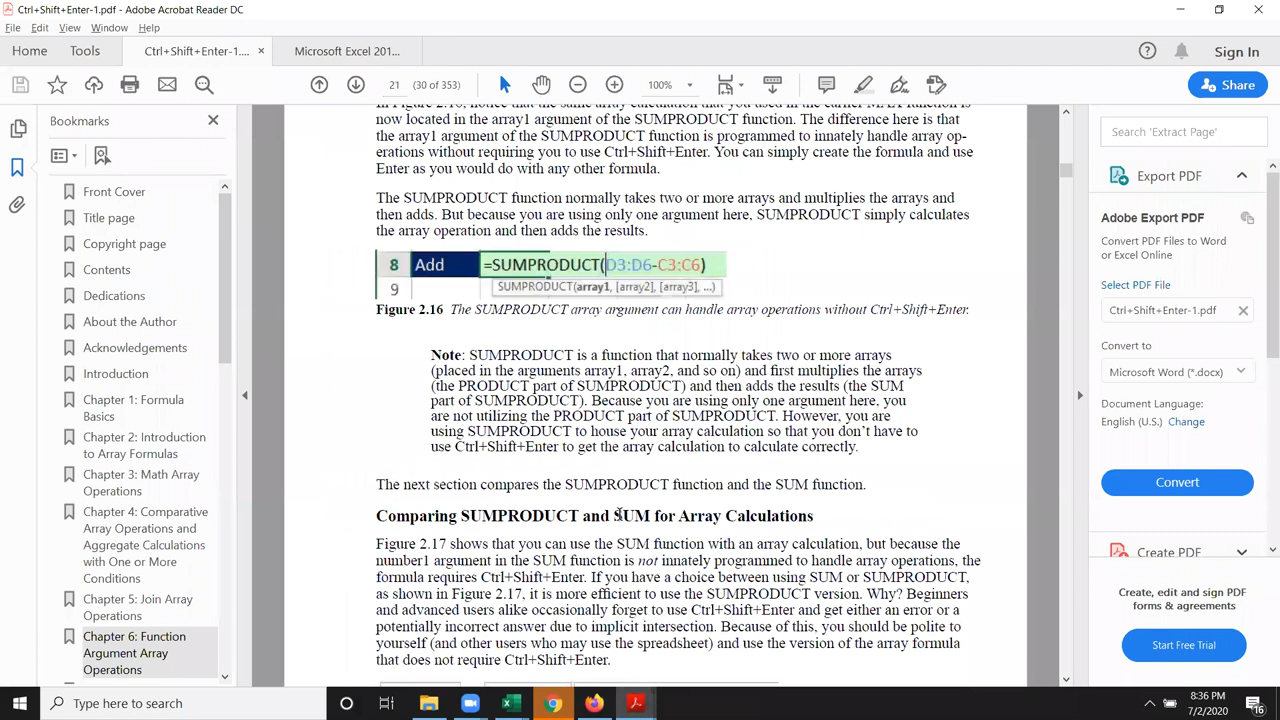 Ctrl+Shift+Enter-1.pdf - Adobe Acrobat Reader DC
File Edit View Window Help
Home Tools Ctrl+Shift+Enter-1.... × Microsoft Excel 201... Sign In
21 (30 of 353) 100% Share
Bookmarks
Front Cover
Title page
Copyright page
Contents
Dedications
About the Author
Acknowledgements
Introduction
Chapter 1: Formula
Basics
Chapter 2: Introduction
to Array Formulas
Chapter 3: Math Array
Operations
Chapter 4: Comparative
Array Operations and
Aggregate Calculations
with One or More
Conditions
Chapter 5: Join Array
Operations
Chapter 6: Function
Argument Array
Operations
now located in the array1 argument of the SUMPRODUCT function. The difference here is that
the array1 argument of the SUMPRODUCT function is programmed to innately handle array op-
erations without requiring you to use Ctrl+Shift+Enter. You can simply create the formula and use
Enter as you would do with any other formula.
The SUMPRODUCT function normally takes two or more arrays and multiplies the arrays and
then adds. But because you are using only one argument here, SUMPRODUCT simply calculates
the array operation and then adds the results.
8 Add =SUMPRODUCT(D3:D6-C3:C6)
9 SUMPRODUCT(array1, [array2], [array3], ...)
Figure 2.16 The SUMPRODUCT array argument can handle array operations without Ctrl+Shift+Enter.
Note: SUMPRODUCT is a function that normally takes two or more arrays
(placed in the arguments array1, array2, and so on) and first multiplies the arrays
(the PRODUCT part of SUMPRODUCT) and then adds the results (the SUM
part of SUMPRODUCT). Because you are using only one argument here, you
are not utilizing the PRODUCT part of SUMPRODUCT. However, you are
using SUMPRODUCT to house your array calculation so that you don't have to
use Ctrl+Shift+Enter to get the array calculation to calculate correctly.
The next section compares the SUMPRODUCT function and the SUM function.
Comparing SUMPRODUCT and SUM for Array Calculations
Figure 2.17 shows that you can use the SUM function with an array calculation, but because the
number1 argument in the SUM function is not innately programmed to handle array operations, the
formula requires Ctrl+Shift+Enter. If you have a choice between using SUM or SUMPRODUCT,
as shown in Figure 2.17, it is more efficient to use the SUMPRODUCT version. Why? Beginners
and advanced users alike occasionally forget to use Ctrl+Shift+Enter and get either an error or a
potentially incorrect answer due to implicit intersection. Because of this, you should be polite to
yourself (and other users who may use the spreadsheet) and use the version of the array formula
that does not require Ctrl+Shift+Enter.
Search 'Extract Page'
Export PDF
Adobe Export PDF
Convert PDF Files to Word
or Excel Online
Select PDF File
Ctrl+Shift+Enter-1.pdf
Convert to
Microsoft Word (*.docx)
Document Language:
English (U.S.) Change
Convert
Create PDF
Create, edit and sign PDF
forms & agreements
Start Free Trial
Type here to search
8:36 PM
7/2/2020
16